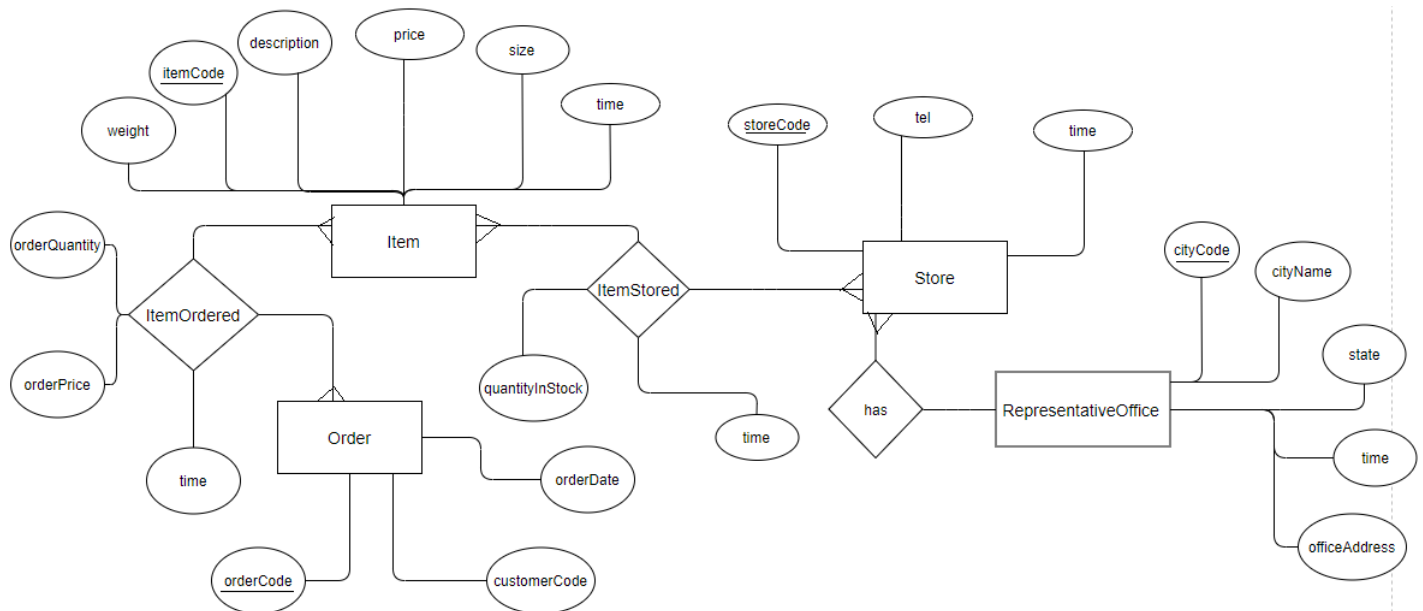 price
description
size
itemCode
time
weight
storeCode
tel
time
orderQuantity
Item
cityCode
cityName
Store
ItemStored
ItemOrdered
state
orderPrice
quantityInStock
has
RepresentativeOffice
Order
time
time
time
orderDate
officeAddress
orderCode
customerCode